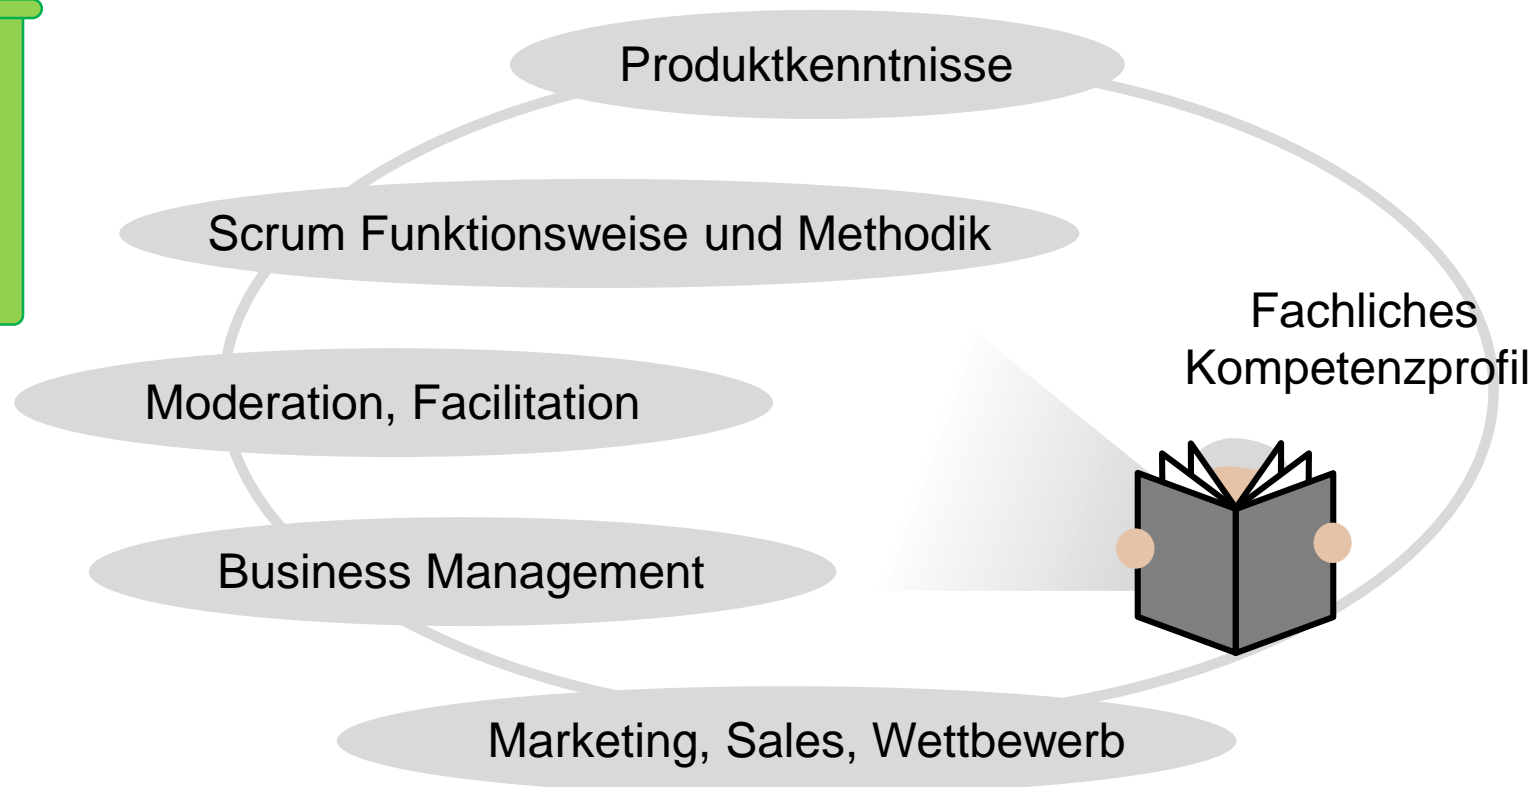 Produktkenntnisse
Scrum Funktionsweise und Methodik
Fachliches
Kompetenzprofil
Moderation, Facilitation
Business Management
Marketing, Sales, Wettbewerb